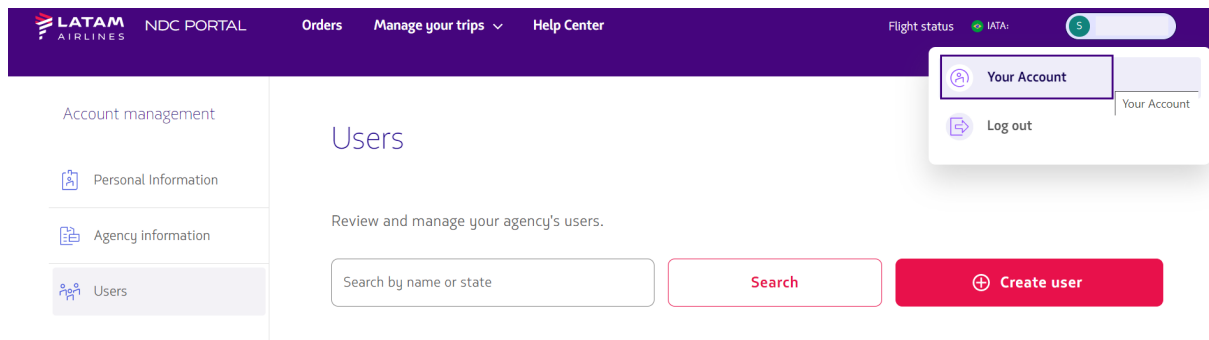 LATAM AIRLINES NDC PORTAL Orders Manage your trips Help Center Flight status IATA: S
Your Account
Your Account
Log out
Account management
Personal Information
Agency information
Users
Users
Review and manage your agency's users.
Search by name or state Search Create user